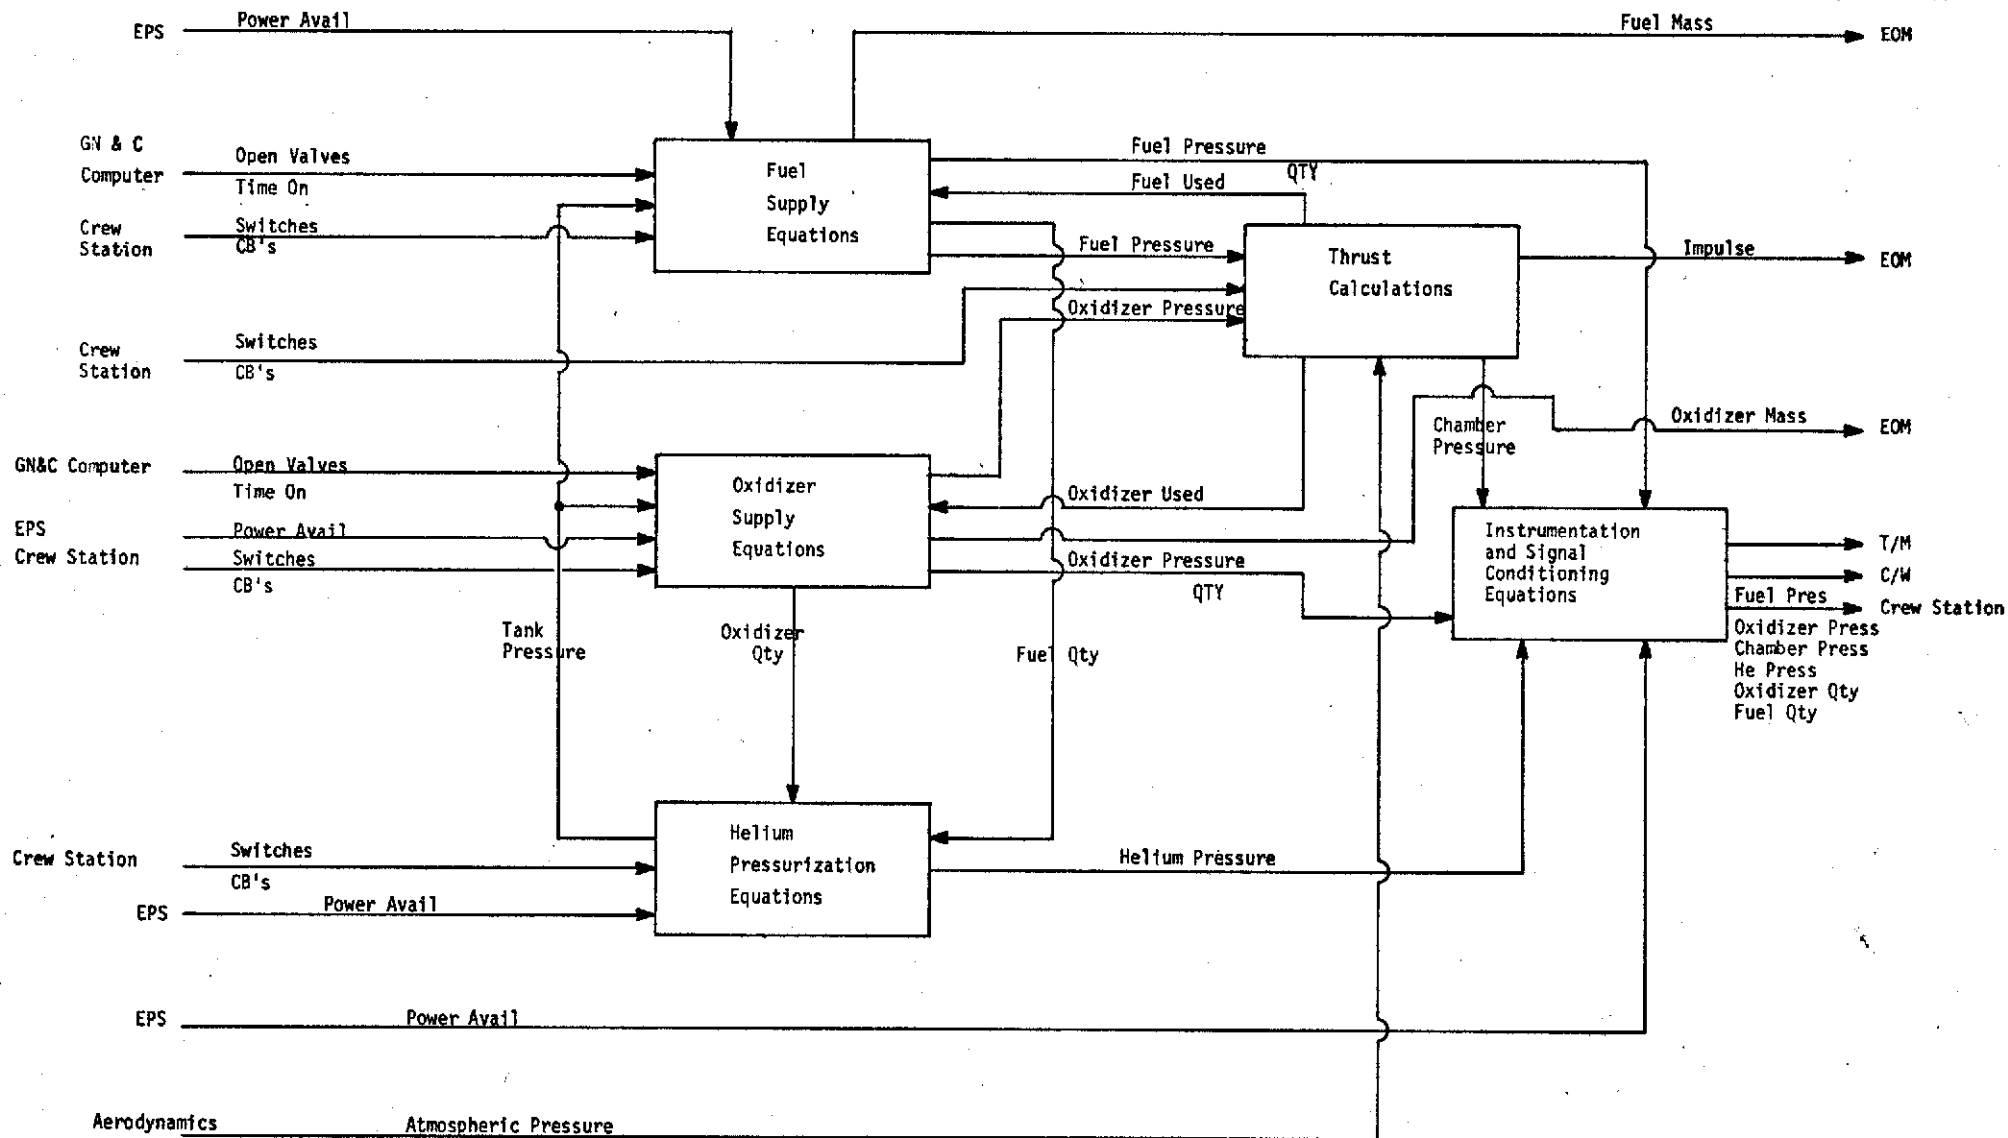 EPS
Power Avail
Fuel Mass
EOM
GN & C
Computer
Open Valves
Time On
Crew
Station
Switches
CB's
Fuel
Supply
Equations
Fuel Pressure
QTY
Fuel Used
Fuel Pressure
Thrust
Calculations
Impulse
EOM
Oxidizer Pressure
Crew
Station
Switches
CB's
Chamber
Pressure
Oxidizer Mass
EOM
GN&C Computer
Open Valves
Time On
EPS
Power Avail
Crew Station
Switches
CB's
Oxidizer
Supply
Equations
Oxidizer Used
Oxidizer Pressure
QTY
Instrumentation
and Signal
Conditioning
Equations
T/M
C/W
Fuel Pres
Crew Station
Oxidizer Press
Chamber Press
He Press
Oxidizer Qty
Fuel Qty
Tank
Pressure
Oxidizer
Qty
Fuel Qty
Crew Station
Switches
CB's
EPS
Power Avail
Helium
Pressurization
Equations
Helium Pressure
EPS
Power Avail
Aerodynamics
Atmospheric Pressure